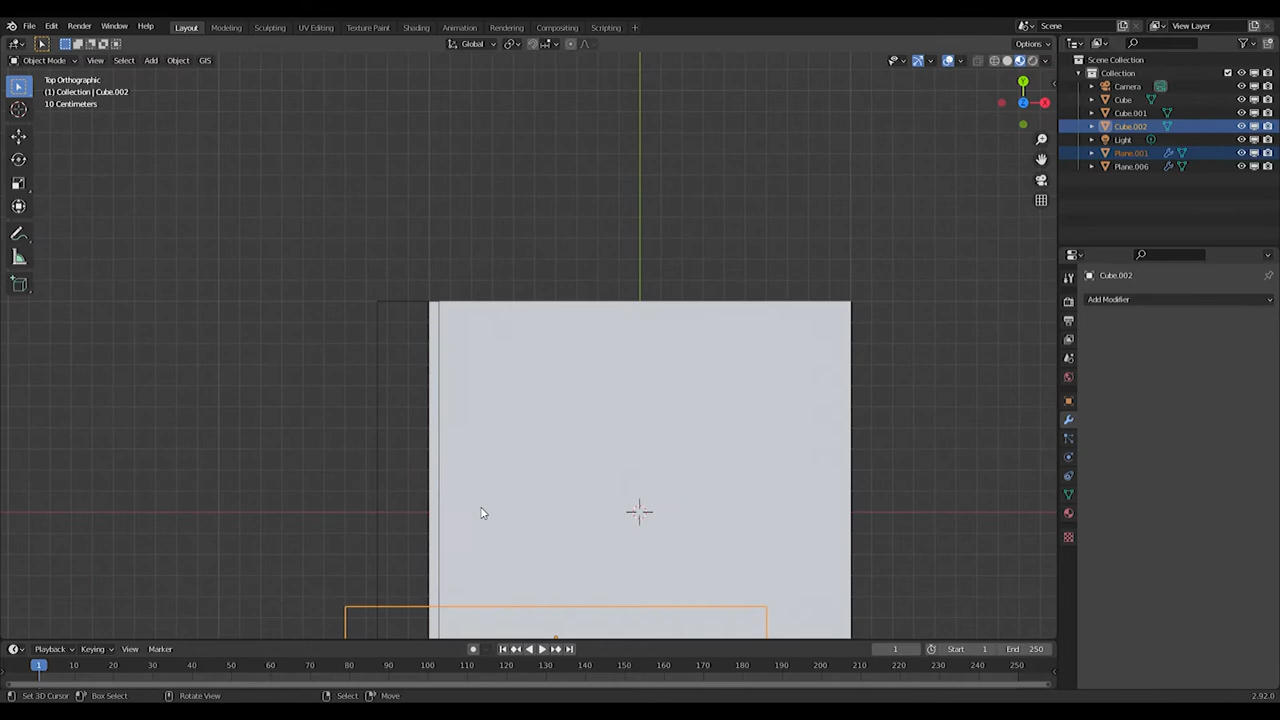 File Edit Render Window Help Layout Modeling Sculpting UV Editing Texture Paint Shading Animation Rendering Compositing Scripting + Scene View Layer
Global Options
Object Mode View Select Add Object GIS
Scene Collection
Collection
Top Orthographic
(1) Collection | Cube.002
10 Centimeters
Camera
Cube
Cube.001
Cube.002
Light
Plane.001
Plane.006
Y
Z
X
Cube.002
Add Modifier
Playback Keying View Marker 1 Start 1 End 250
1 10 20 30 40 50 60 70 80 90 100 110 120 130 140 150 160 170 180 190 200 210 220 230 240 250
Set 3D Cursor Box Select Rotate View Select Move 2.92.0